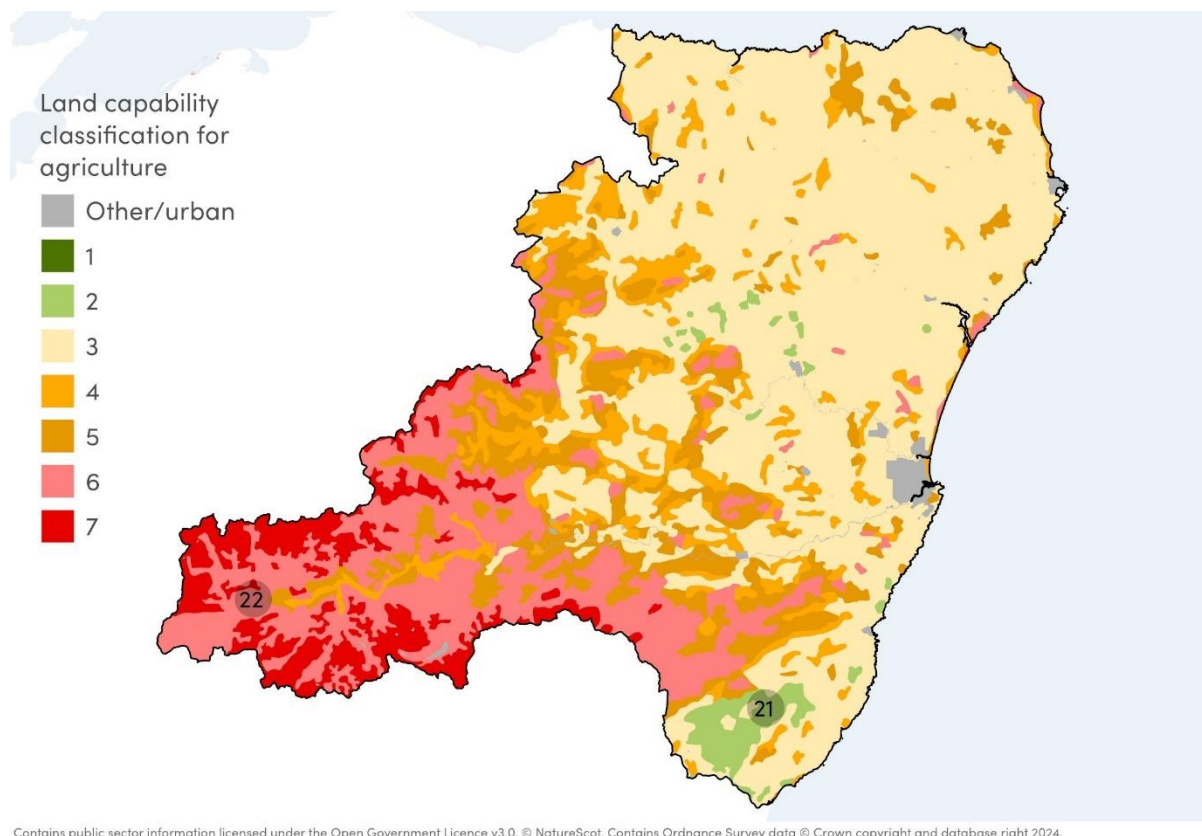 Land capability
classification for
agriculture
Other/urban
1
2
3
4
5
6
7
22
21
Contains public sector information licensed under the Open Government Licence v3.0. © NatureScot. Contains Ordnance Survey data © Crown copyright and database right 2024.